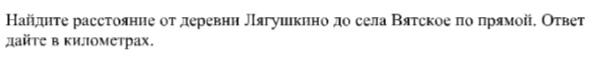 Найдите расстояние от деревни Лягушкино до села Вятское по прямой. Ответ
дайте в километрах.